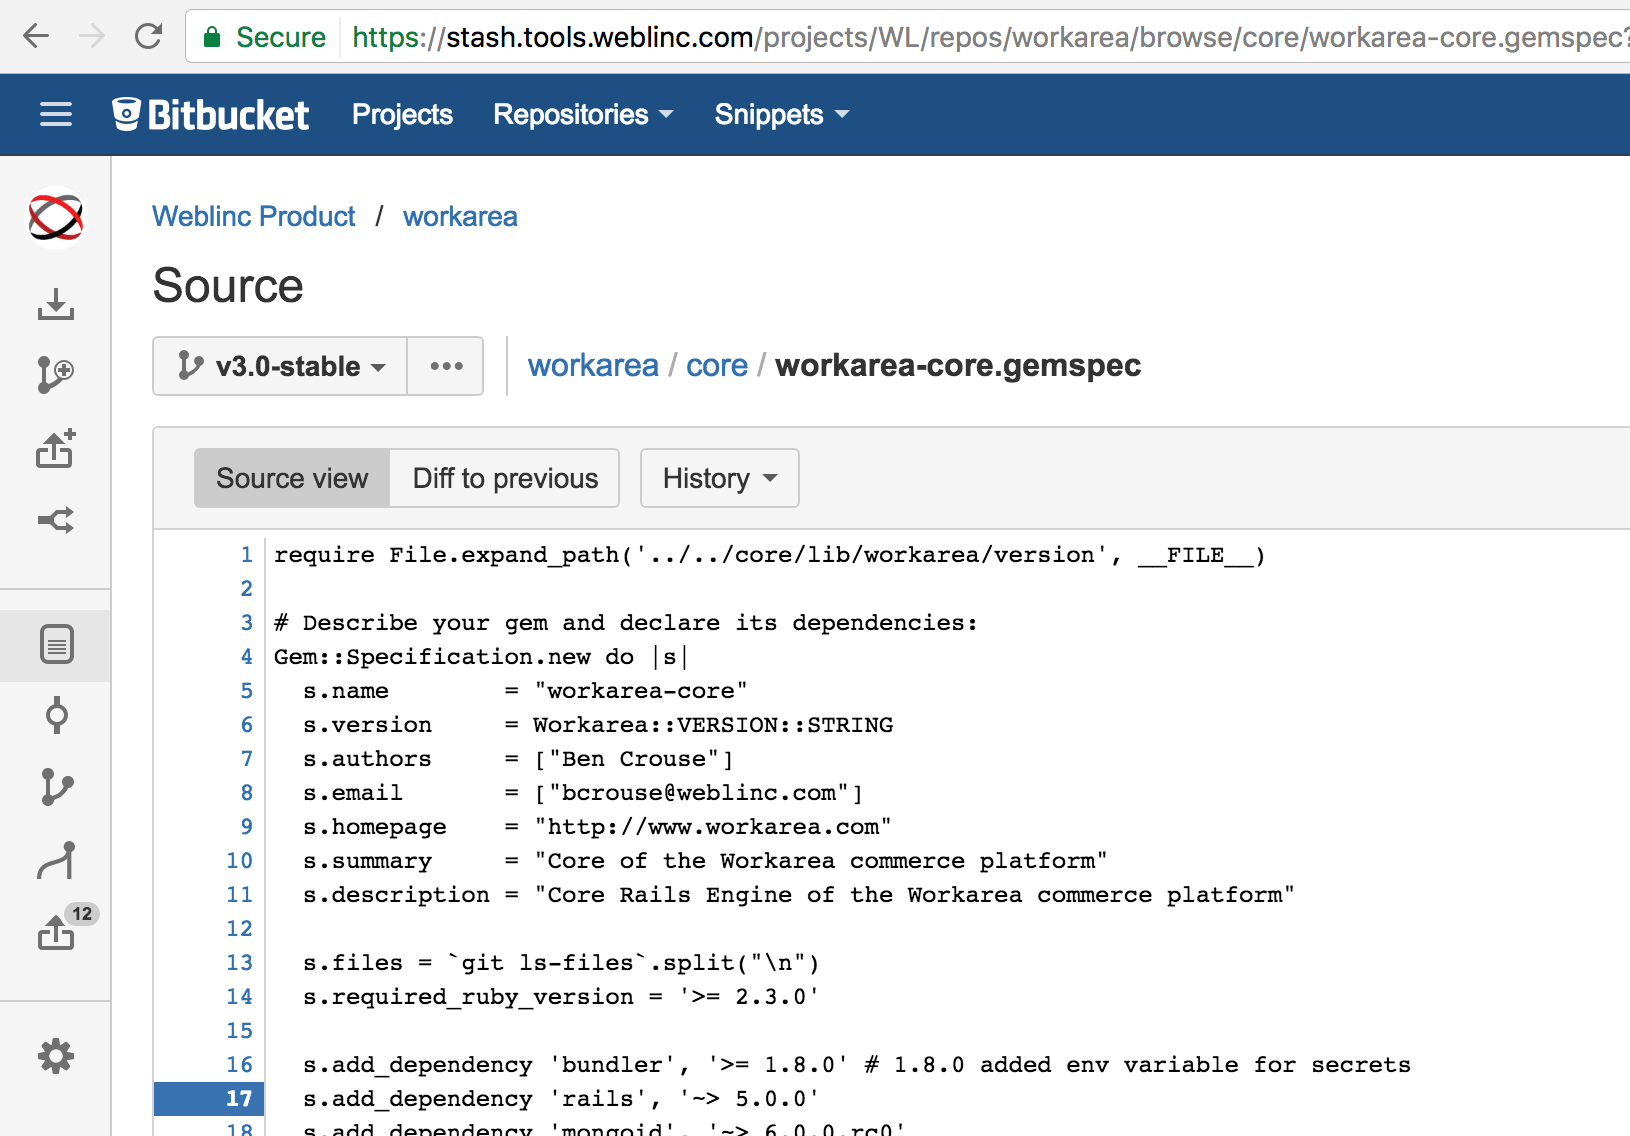 Secure https://stash.tools.weblinc.com/projects/WL/repos/workarea/browse/core/workarea-core.gemspec?
Bitbucket Projects Repositories Snippets
Weblinc Product / workarea
Source
v3.0-stable ••• workarea / core / workarea-core.gemspec
Source view Diff to previous History
1 require File.expand_path('../../core/lib/workarea/version', __FILE__)
2
3 # Describe your gem and declare its dependencies:
4 Gem::Specification.new do |s|
5   s.name        = "workarea-core"
6   s.version     = Workarea::VERSION::STRING
7   s.authors     = ["Ben Crouse"]
8   s.email       = ["bcrouse@weblinc.com"]
9   s.homepage    = "http://www.workarea.com"
10   s.summary     = "Core of the Workarea commerce platform"
11   s.description = "Core Rails Engine of the Workarea commerce platform"
12
13   s.files = `git ls-files`.split("\n")
14   s.required_ruby_version = '>= 2.3.0'
15
16   s.add_dependency 'bundler', '>= 1.8.0' # 1.8.0 added env variable for secrets
17   s.add_dependency 'rails', '~> 5.0.0'
18   s.add_dependency 'mongoid', '~> 6.0.0.rc0'
12